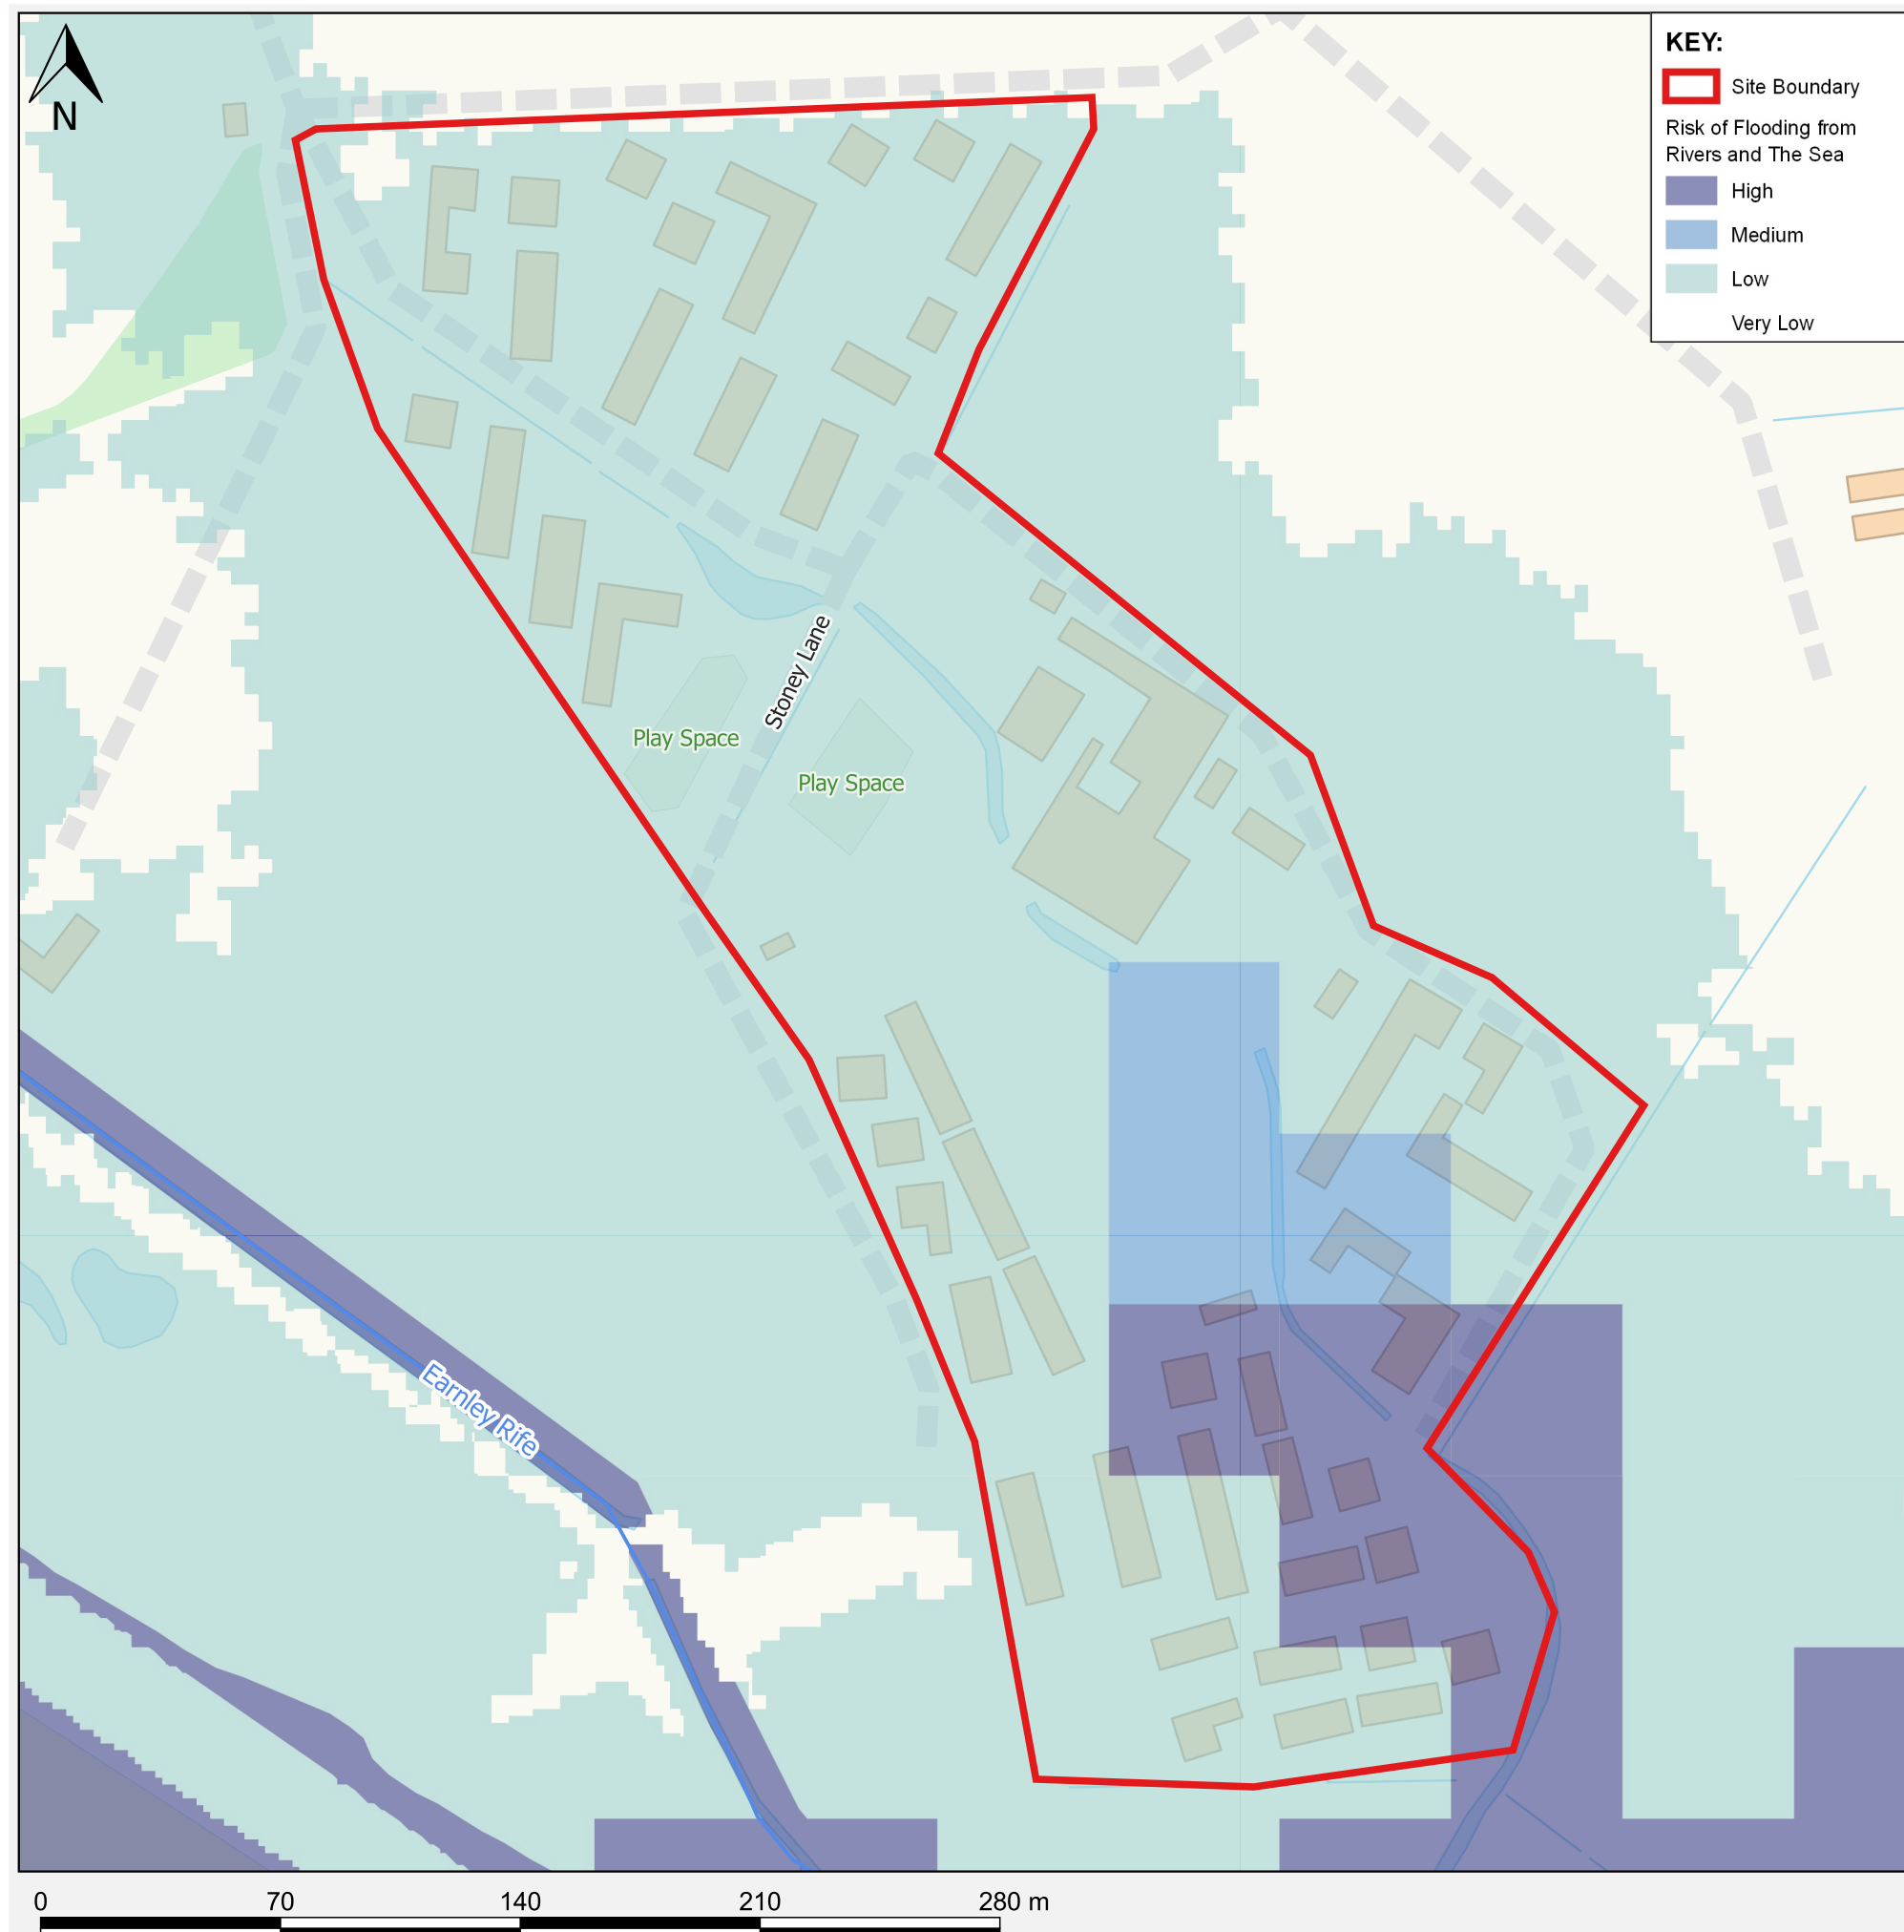 N
KEY:
Site Boundary
Risk of Flooding from
Rivers and The Sea
High
Medium
Low
Very Low
Stoney Lane
Play Space
Play Space
Earnley Rife
0 70 140 210 280 m